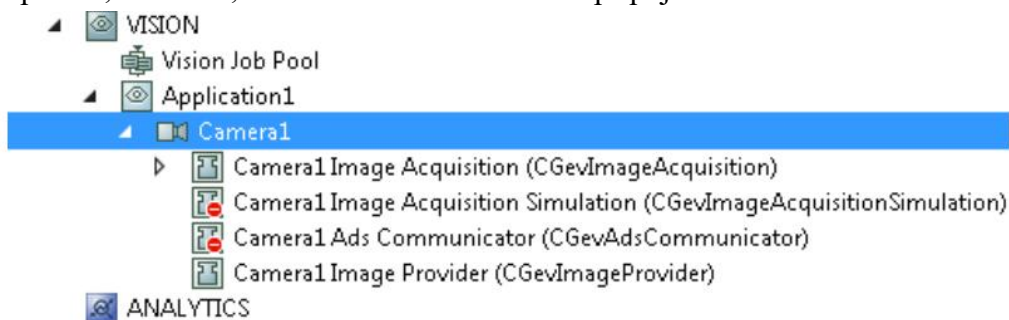 VISION
Vision Job Pool
Application1
Camera1
Camera1 Image Acquisition (CGevImageAcquisition)
Camera1 Image Acquisition Simulation (CGevImageAcquisitionSimulation)
Camera1 Ads Communicator (CGevAdsCommunicator)
Camera1 Image Provider (CGevImageProvider)
ANALYTICS